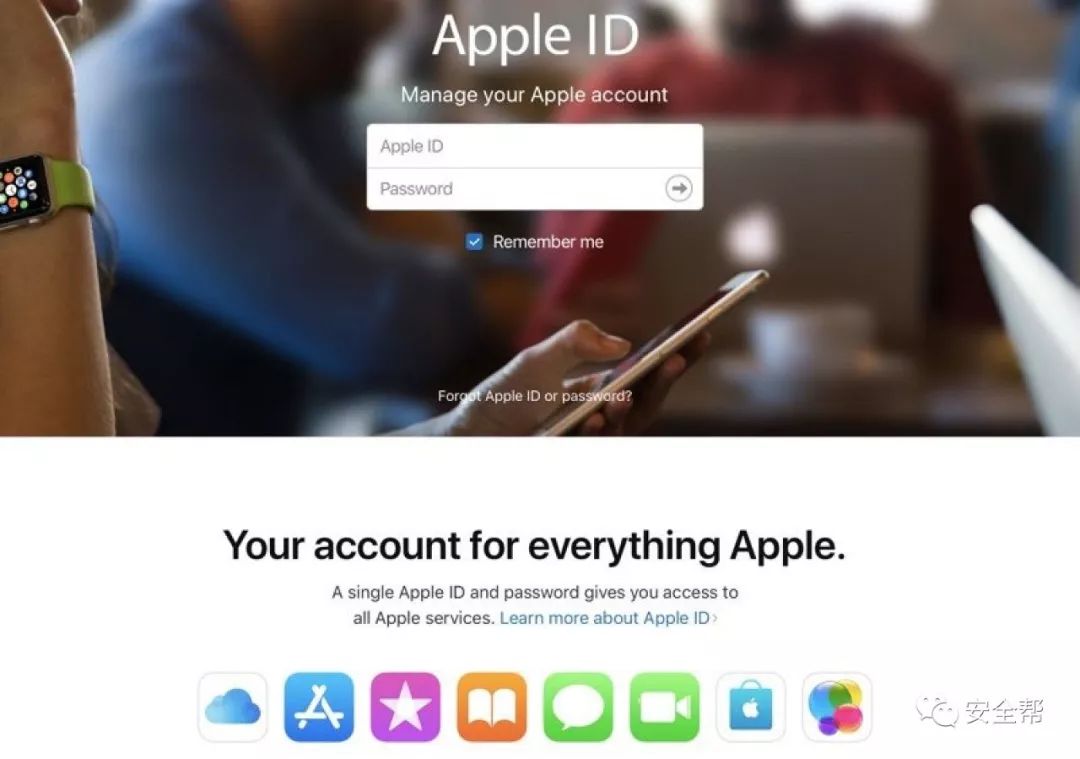 Apple ID
Manage your Apple account
Apple ID
Password
Remember me
Forgot Apple ID or password?
Your account for everything Apple.
A single Apple ID and password gives you access to
all Apple services. Learn more about Apple ID›
安全帮